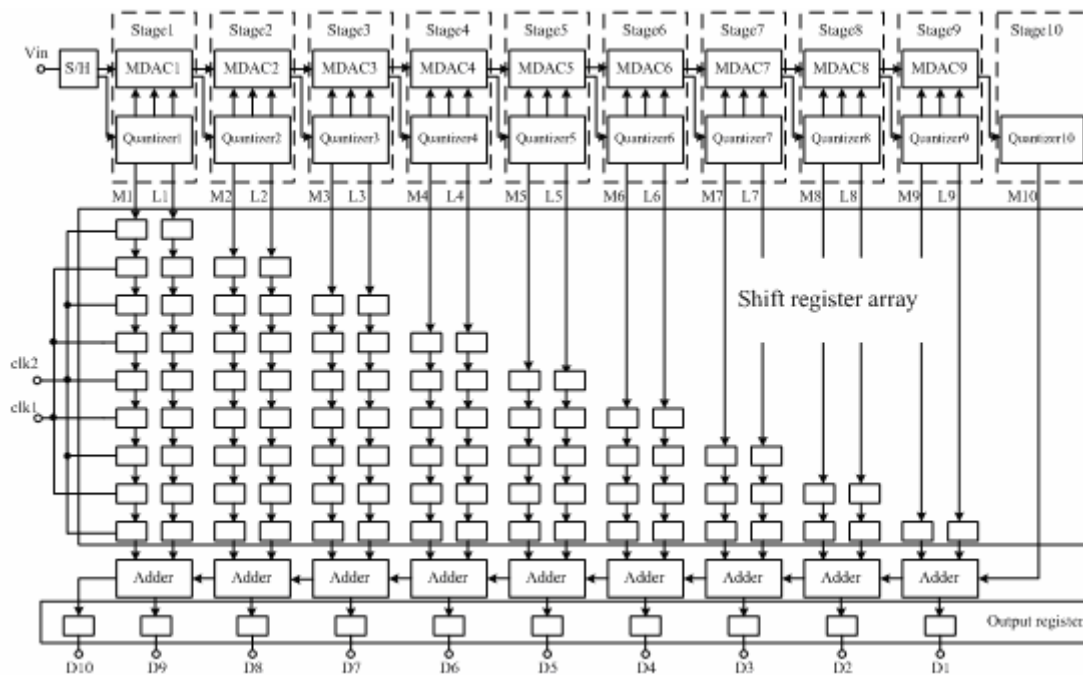 Stage1 Stage2 Stage3 Stage4 Stage5 Stage6 Stage7 Stage8 Stage9 Stage10
Vin
S/H MDAC1 MDAC2 MDAC3 MDAC4 MDAC5 MDAC6 MDAC7 MDAC8 MDAC9
Quantizer1 Quantizer2 Quantizer3 Quantizer4 Quantizer5 Quantizer6 Quantizer7 Quantizer8 Quantizer9 Quantizer10
M1 L1 M2 L2 M3 L3 M4 L4 M5 L5 M6 L6 M7 L7 M8 L8 M9 L9 M10
Shift register array
clk2
clk1
Adder Adder Adder Adder Adder Adder Adder Adder Adder
Output register
D10 D9 D8 D7 D6 D5 D4 D3 D2 D1